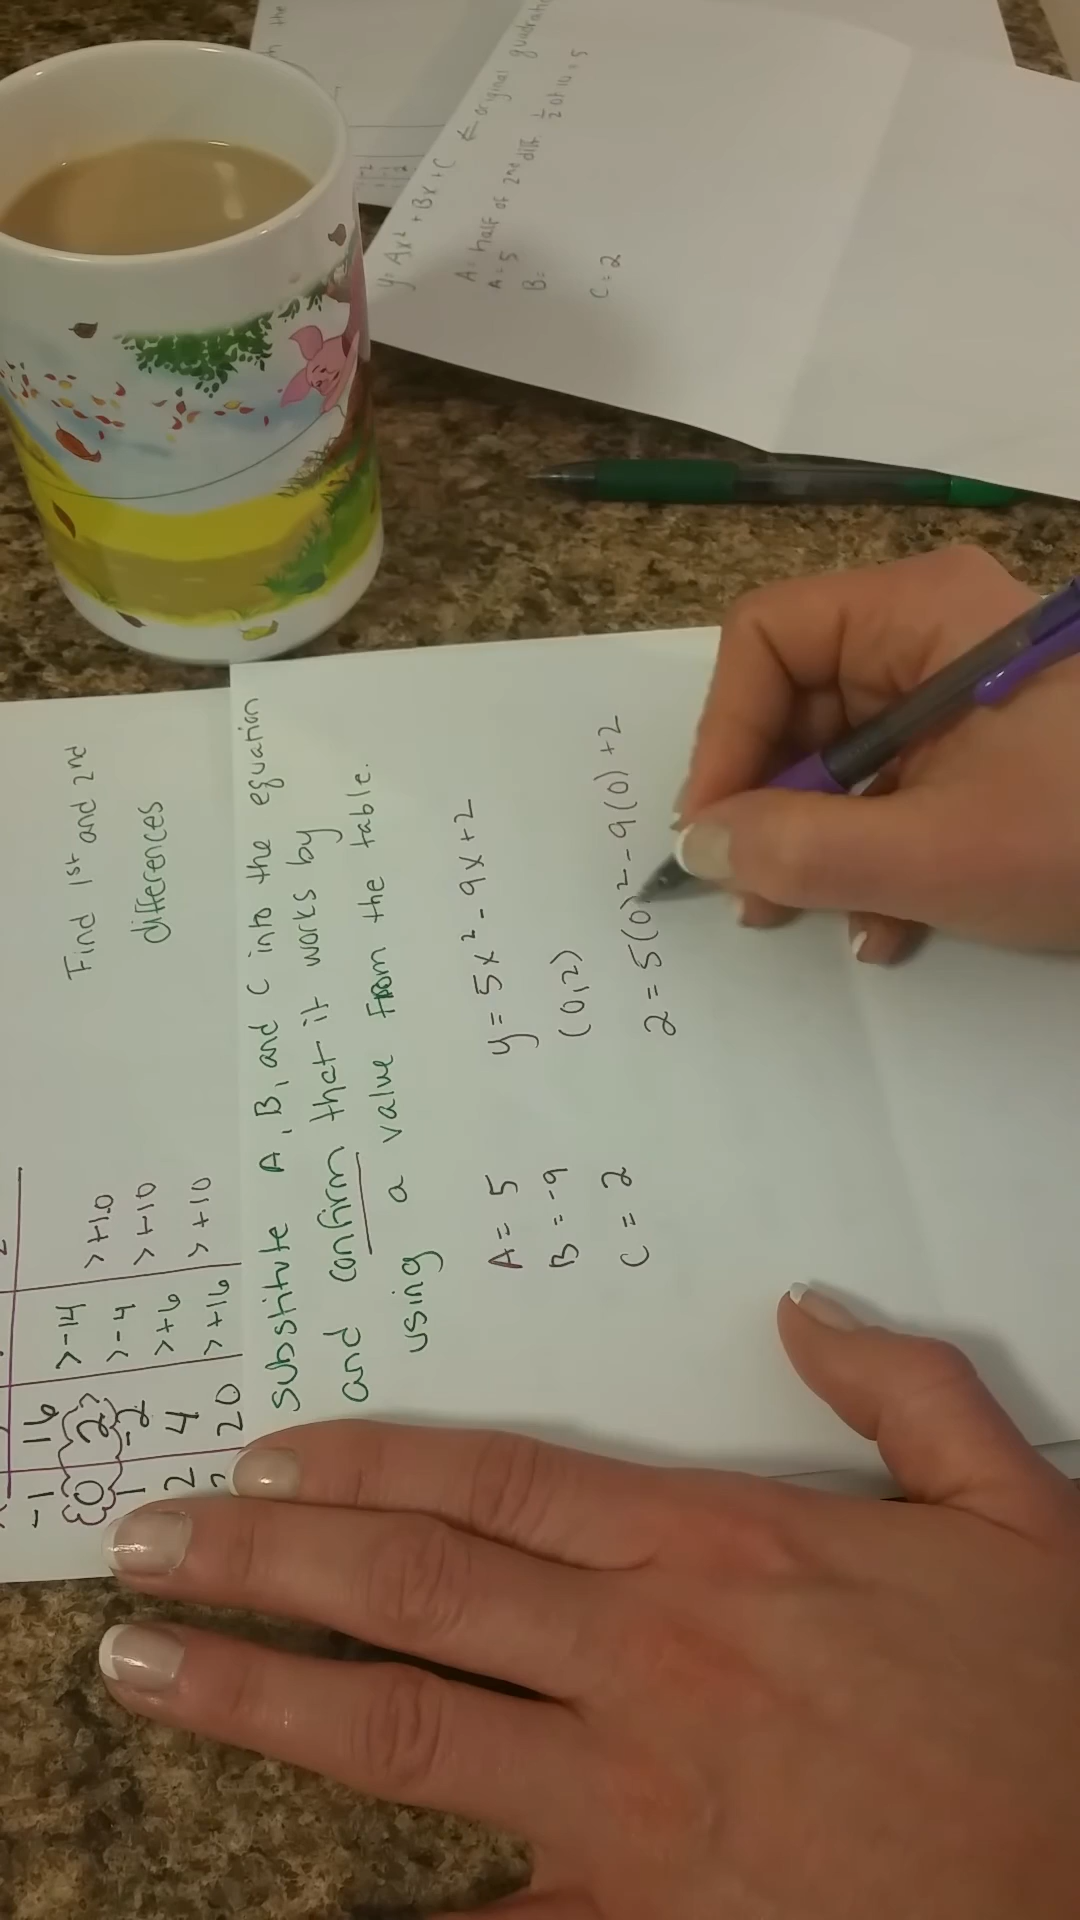 y = Ax² + Bx + C ← original quadratic
A = half of 2nd diff. ½ of 10 = 5
A = 5
B =
C = 2
Find 1st and 2nd
differences
-1 16
0 2
1 -2
2 4
20
>-14 >+10
>-4 >+10
>+6 >+10
>+16
substitute A, B, and C into the equation
and confirm that it works by
using a value from the table.
A = 5 y = 5x² - 9x + 2
B = -9 (0,2)
C = 2 2 = 5(0)² - 9(0) + 2